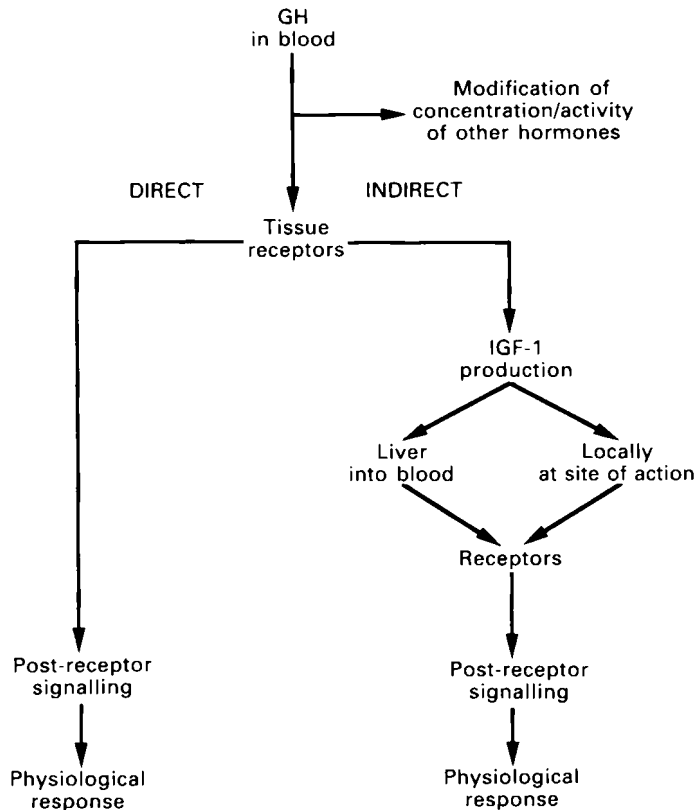 GH
in blood
Modification of
concentration/activity
of other hormones
DIRECT
INDIRECT
Tissue
receptors
IGF-1
production
Liver
into blood
Locally
at site of action
Receptors
Post-receptor
signalling
Physiological
response
Post-receptor
signalling
Physiological
response